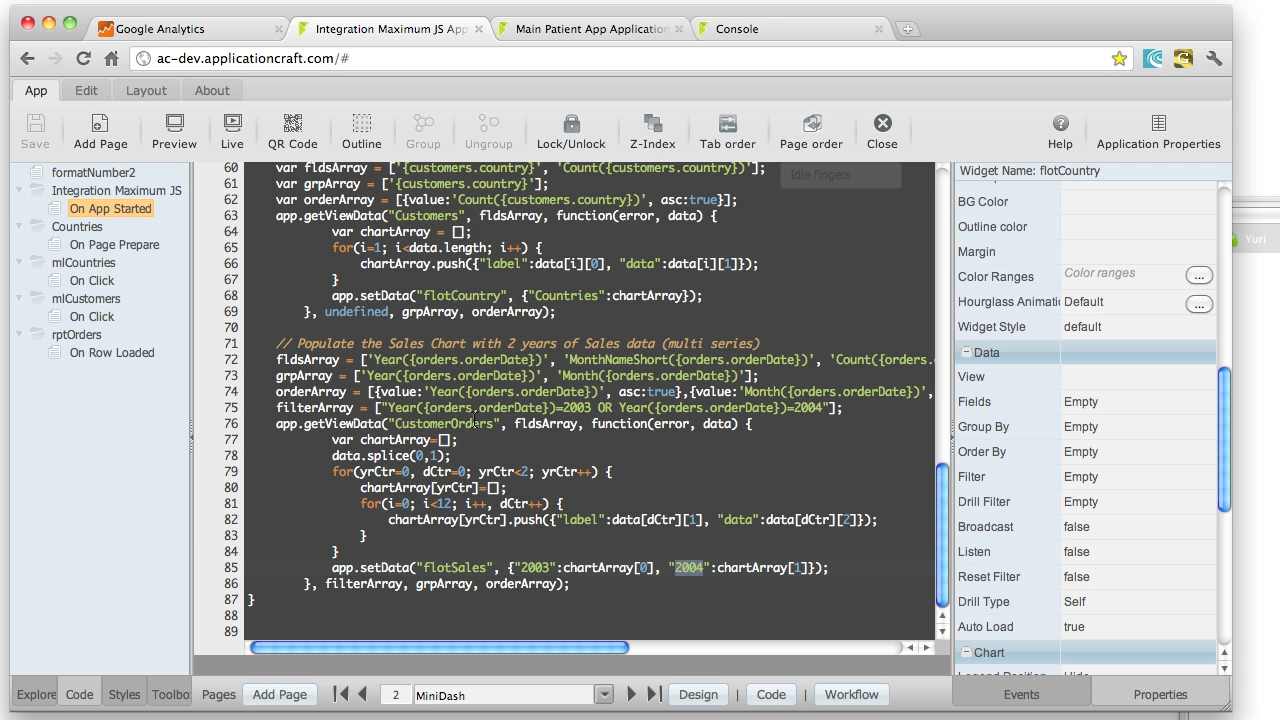 Google Analytics
Integration Maximum JS App
Main Patient App Application
Console
ac-dev.applicationcraft.com/#
App
Edit
Layout
About
Save
Add Page
Preview
Live
QR Code
Outline
Group
Ungroup
Lock/Unlock
Z-Index
Tab order
Page order
Close
Help
Application Properties
formatNumber2
Integration Maximum JS
On App Started
Countries
On Page Prepare
mlCountries
On Click
mlCustomers
On Click
rptOrders
On Row Loaded
60 var fldsArray = ['{customers.country}', 'Count({customers.country})'];
61 var grpArray = ['{customers.country}'];
62 var orderArray = [{value:'Count({customers.country})', asc:true}];
63 app.getViewData("Customers", fldsArray, function(error, data) {
64 var chartArray = [];
65 for(i=1; i<data.length; i++) {
66 chartArray.push({"label":data[i][0], "data":data[i][1]});
67 }
68 app.setData("flotCountry", {"Countries":chartArray});
69 }, undefined, grpArray, orderArray);
70
71 // Populate the Sales Chart with 2 years of Sales data (multi series)
72 fldsArray = ['Year({orders.orderDate})', 'MonthNameShort({orders.orderDate})', 'Count({orders.
73 grpArray = ['Year({orders.orderDate})', 'Month({orders.orderDate})'];
74 orderArray = [{value:'Year({orders.orderDate})', asc:true},{value:'Month({orders.orderDate})',
75 filterArray = ["Year({orders.orderDate})=2003 OR Year({orders.orderDate})=2004"];
76 app.getViewData("CustomerOrders", fldsArray, function(error, data) {
77 var chartArray=[];
78 data.splice(0,1);
79 for(yrCtr=0, dCtr=0; yrCtr<2; yrCtr++) {
80 chartArray[yrCtr]=[];
81 for(i=0; i<12; i++, dCtr++) {
82 chartArray[yrCtr].push({"label":data[dCtr][1], "data":data[dCtr][2]});
83 }
84 }
85 app.setData("flotSales", {"2003":chartArray[0], "2004":chartArray[1]});
86 }, filterArray, grpArray, orderArray);
87 }
88
89
Idle fingers
Widget Name: flotCountry
BG Color
Outline color
Margin
Color Ranges Color ranges ...
Hourglass Animati Default ...
Widget Style default
Data
View
Fields Empty
Group By Empty
Order By Empty
Filter Empty
Drill Filter Empty
Broadcast false
Listen false
Reset Filter false
Drill Type Self
Auto Load true
Chart
Yuri
Explore
Code
Styles
Toolbo
Pages
Add Page
2
MiniDash
Design
|
Code
|
Workflow
Events
Properties